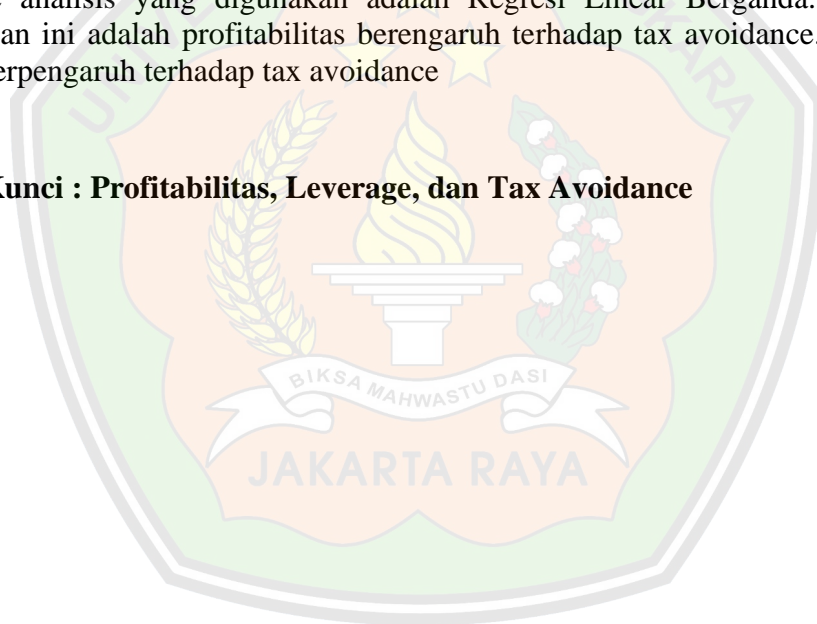 analisis yang digunakan adalah Regresi Linear Berganda.
an ini adalah profitabilitas berengaruh terhadap tax avoidance.
erpengaruh terhadap tax avoidance
Kunci : Profitabilitas, Leverage, dan Tax Avoidance
BIKSA MAHWASTU DASI
JAKARTA RAYA